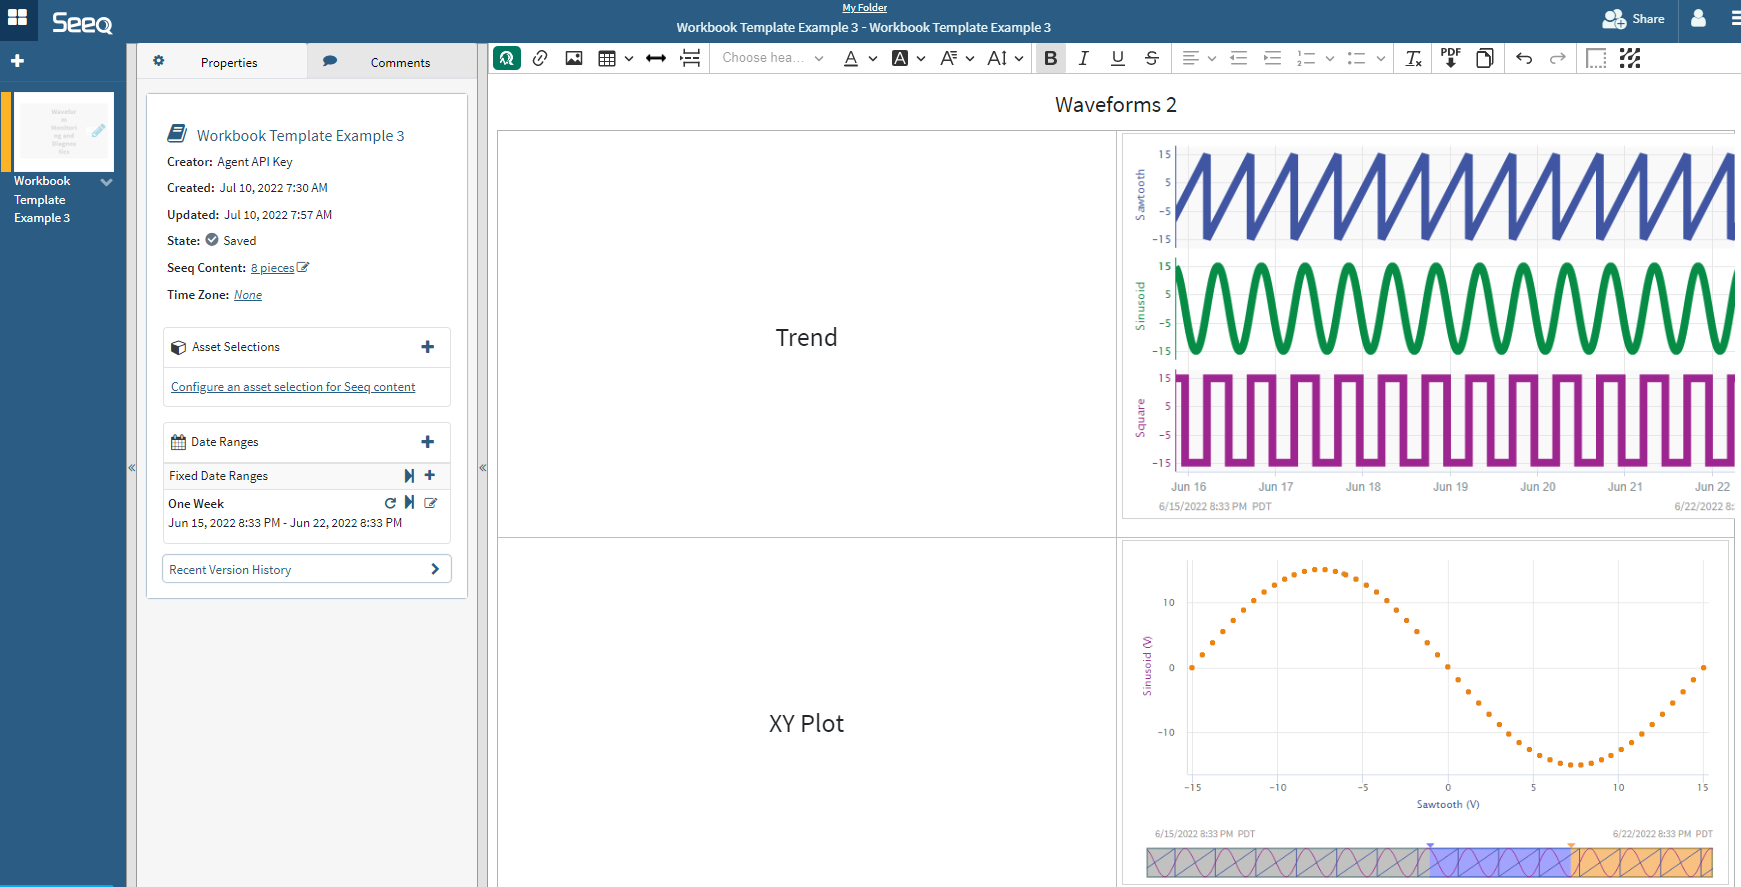 Seeq
My Folder
Workbook Template Example 3 - Workbook Template Example 3
Share
Workbook
Template
Example 3
Properties
Comments
Workbook Template Example 3
Creator: Agent API Key
Created: Jul 10, 2022 7:30 AM
Updated: Jul 10, 2022 7:57 AM
State: Saved
Seeq Content: 8 pieces
Time Zone: None
Asset Selections
Configure an asset selection for Seeq content
Date Ranges
Fixed Date Ranges
One Week
Jun 15, 2022 8:33 PM - Jun 22, 2022 8:33 PM
Recent Version History
Choose hea...
A A A A B I U S
PDF
Waveforms 2
Trend
Sawtooth
15
5
-5
-15
Sinusoid
15
5
-5
-15
Square
15
5
-5
-15
Jun 16 Jun 17 Jun 18 Jun 19 Jun 20 Jun 21 Jun 22
6/15/2022 8:33 PM PDT 6/22/2022 8:
XY Plot
Sinusoid (V)
10
0
-10
-15 -10 -5 0 5 10 15
Sawtooth (V)
6/15/2022 8:33 PM PDT 6/22/2022 8:33 PM PDT